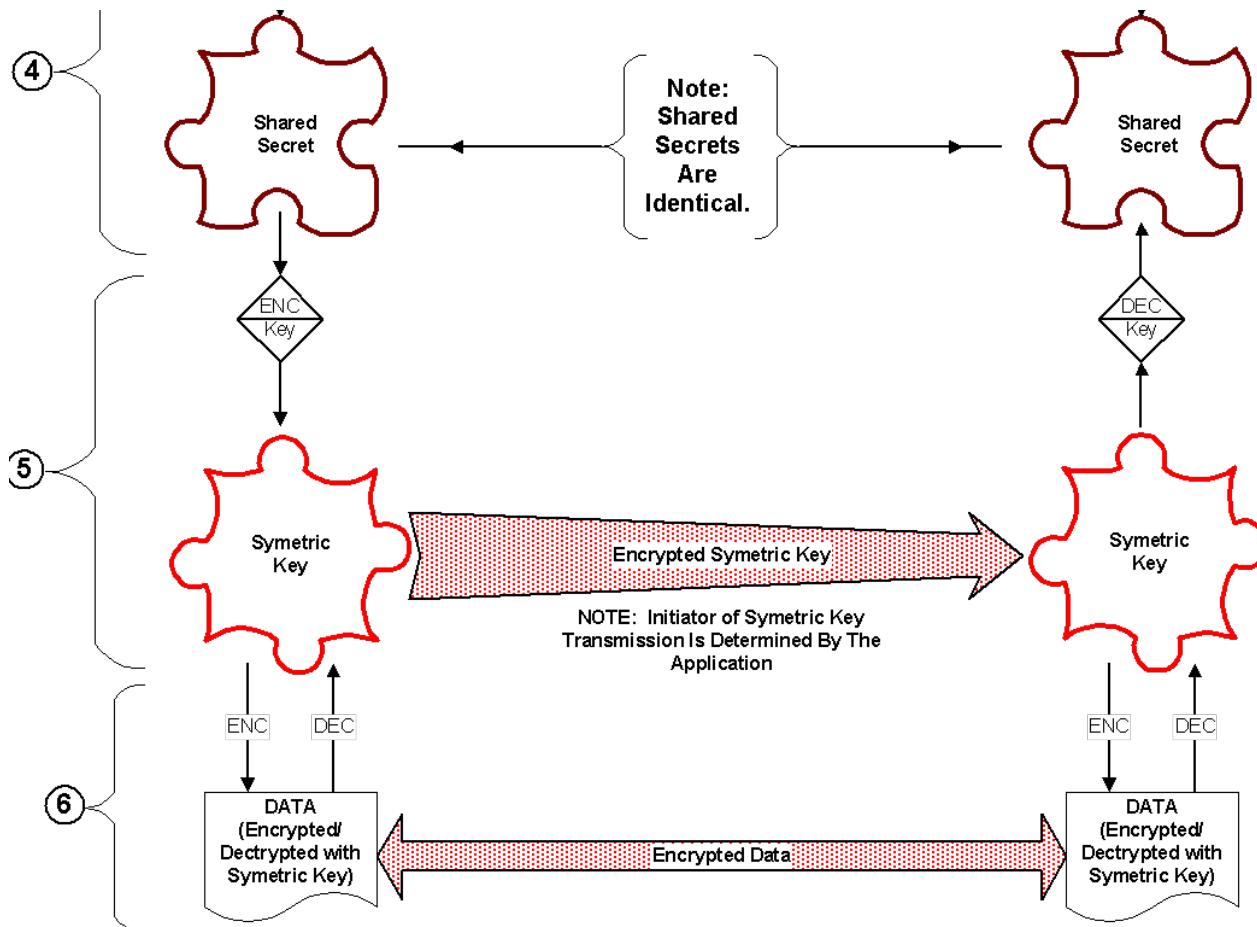 4
Shared
Secret
Note:
Shared
Secrets
Are
Identical.
Shared
Secret
ENC
Key
DEC
Key
5
Symetric
Key
Encrypted Symetric Key
Symetric
Key
NOTE: Initiator of Symetric Key
Transmission Is Determined By The
Application
ENC
DEC
ENC
DEC
6
DATA
(Encrypted/
Dectrypted with
Symetric Key)
Encrypted Data
DATA
(Encrypted/
Dectrypted with
Symetric Key)